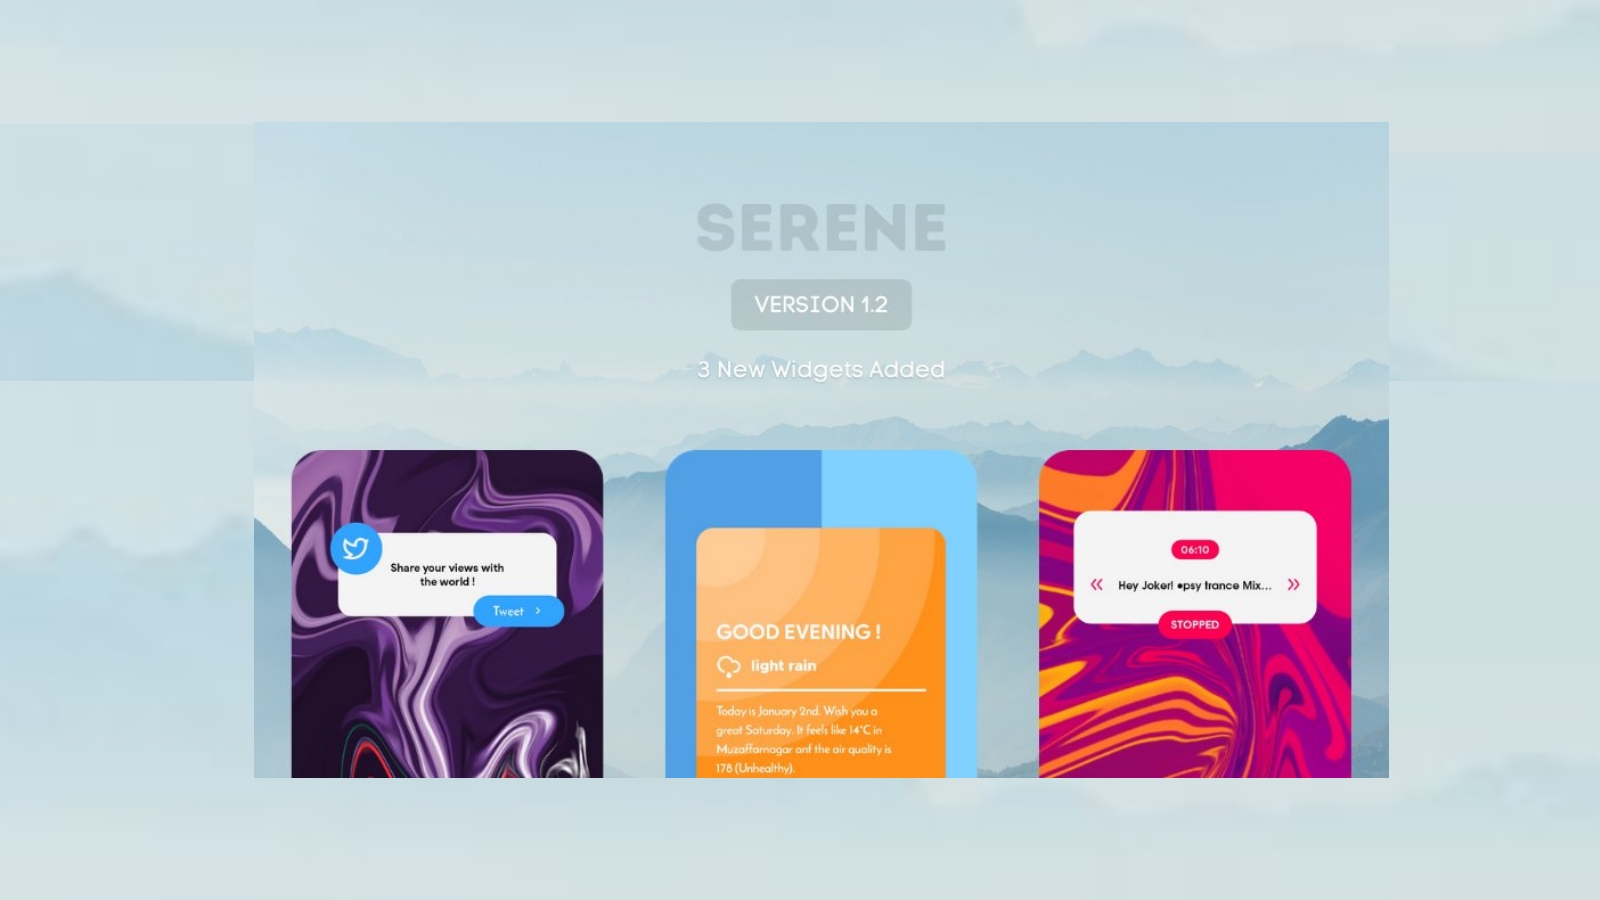 SERENE
VERSION 1.2
3 New Widgets Added
Share your views with
the world !
Tweet
GOOD EVENING !
light rain
Today is January 2nd. Wish you a
great Saturday. It feels like 14°C in
Muzaffarnagar anf the air quality is
178 (Unhealthy).
06:10
« Hey Joker! •psy trance Mix... »
STOPPED